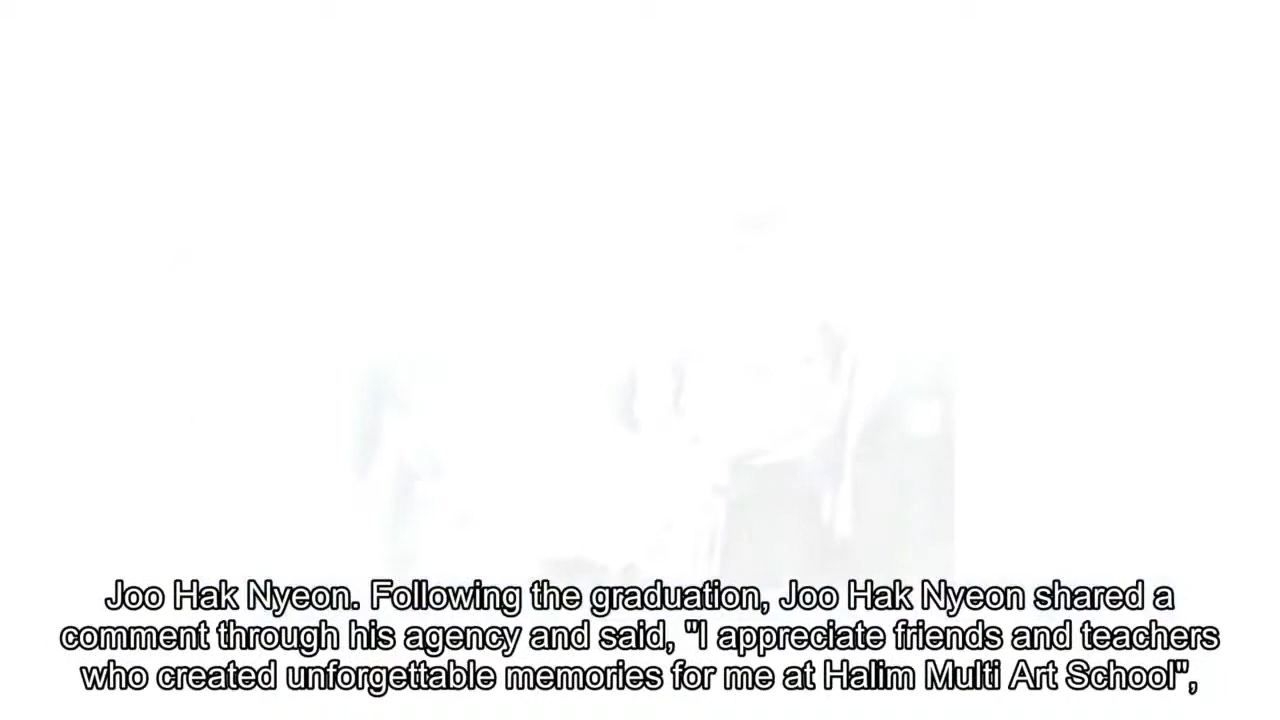 Joo Hak Nyeon. Following the graduation, Joo Hak Nyeon shared a
comment through his agency and said, "I appreciate friends and teachers
who created unforgettable memories for me at Halim Multi Art School",